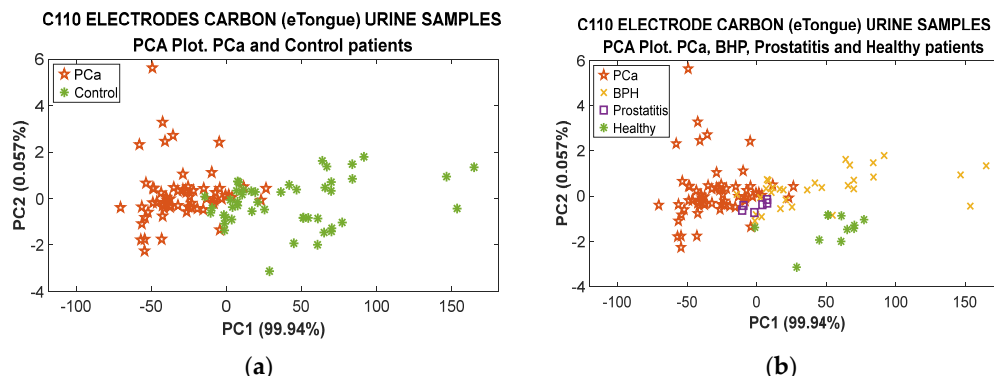 C110 ELECTRODES CARBON (eTongue) URINE SAMPLES
PCA Plot. PCa and Control patients
6
4
2
0
-2
-4
PC2 (0.057%)
PCa
Control
-100 -50 0 50 100 150
PC1 (99.94%)
(a)
C110 ELECTRODE CARBON (eTongue) URINE SAMPLES
PCA Plot. PCa, BHP, Prostatitis and Healthy patients
6
4
2
0
-2
-4
PC2 (0.057%)
PCa
BPH
Prostatitis
Healthy
-100 -50 0 50 100 150
PC1 (99.94%)
(b)